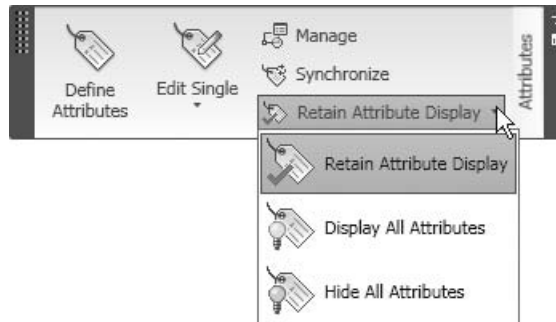 Manage
Synchronize
Define
Attributes
Edit Single
Retain Attribute Display
Attributes
Retain Attribute Display
Display All Attributes
Hide All Attributes